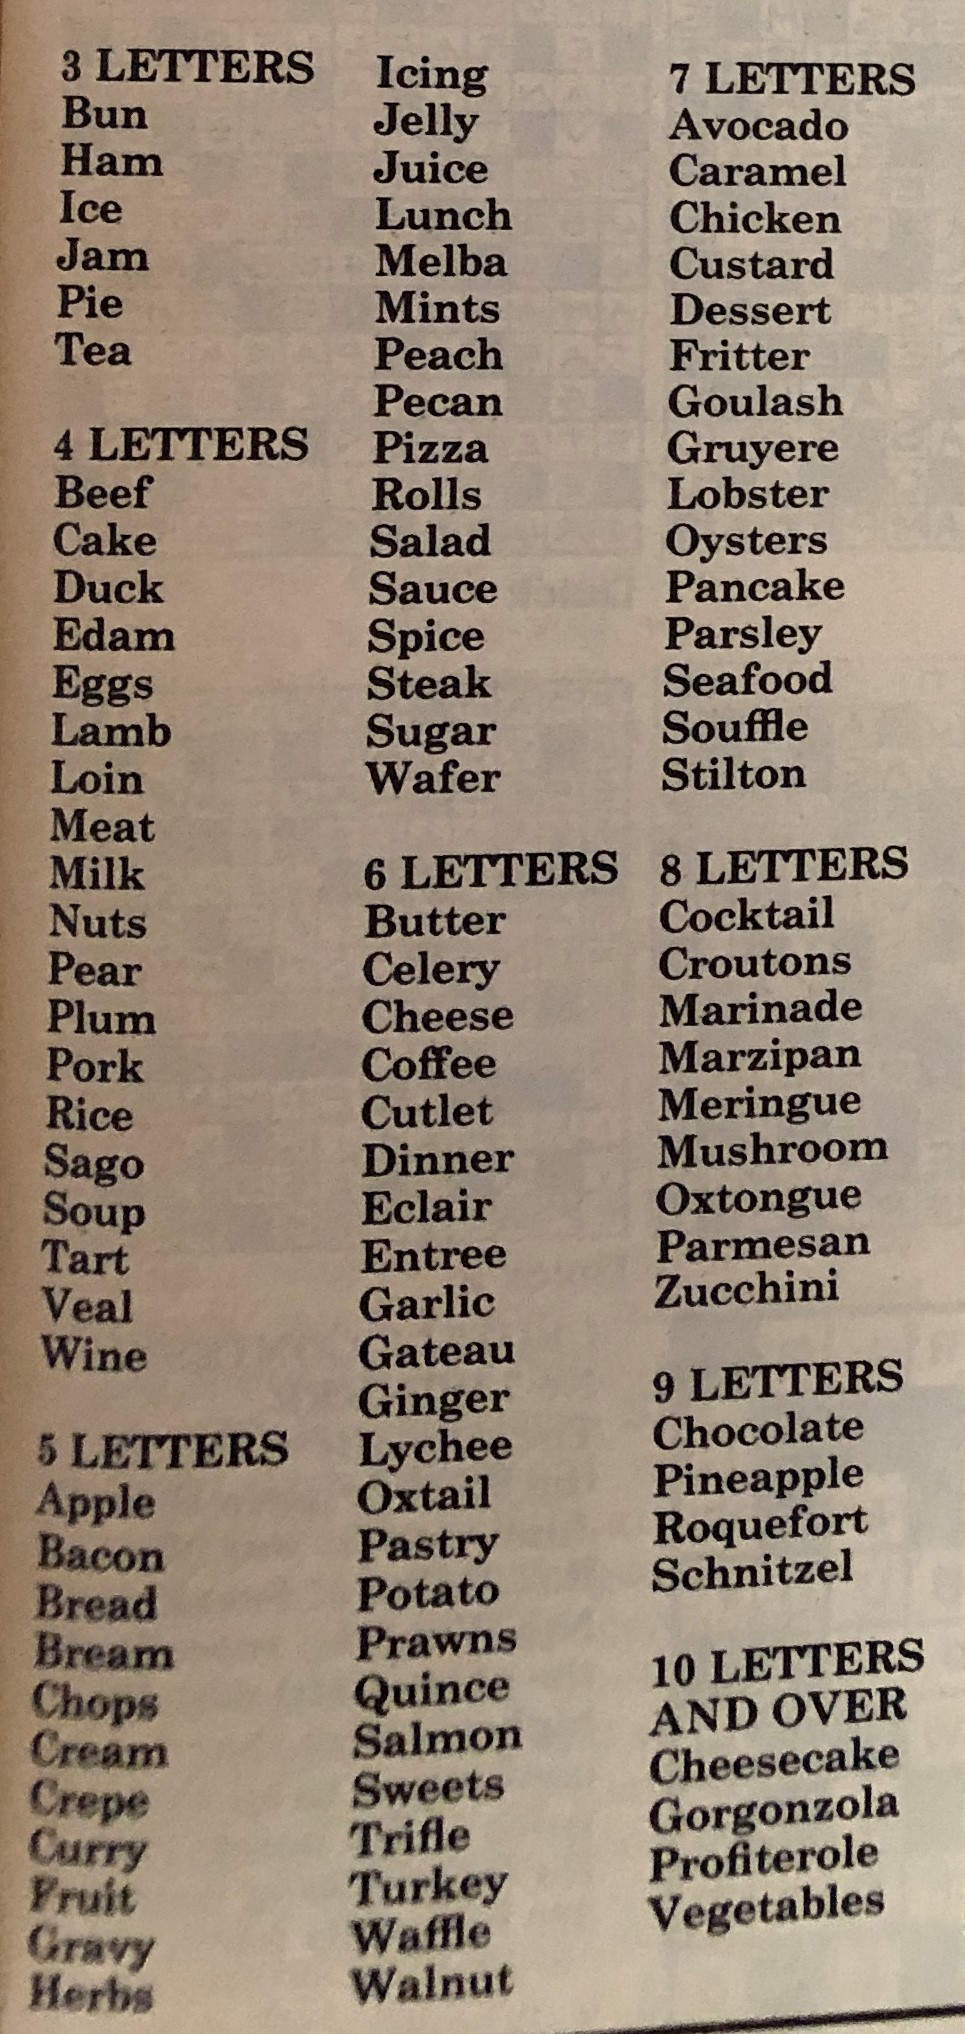 3 LETTERS
Bun
Ham
Ice
Jam
Pie
Tea
4 LETTERS
Beef
Cake
Duck
Edam
Eggs
Lamb
Loin
Meat
Milk
Nuts
Pear
Plum
Pork
Rice
Sago
Soup
Tart
Veal
Wine
5 LETTERS
Apple
Bacon
Bread
Bream
Chops
Cream
Crepe
Curry
Fruit
Gravy
Herbs
Icing
Jelly
Juice
Lunch
Melba
Mints
Peach
Pecan
Pizza
Rolls
Salad
Sauce
Spice
Steak
Sugar
Wafer
6 LETTERS
Butter
Celery
Cheese
Coffee
Cutlet
Dinner
Eclair
Entree
Garlic
Gateau
Ginger
Lychee
Oxtail
Pastry
Potato
Prawns
Quince
Salmon
Sweets
Trifle
Turkey
Waffle
Walnut
7 LETTERS
Avocado
Caramel
Chicken
Custard
Dessert
Fritter
Goulash
Gruyere
Lobster
Oysters
Pancake
Parsley
Seafood
Souffle
Stilton
8 LETTERS
Cocktail
Croutons
Marinade
Marzipan
Meringue
Mushroom
Oxtongue
Parmesan
Zucchini
9 LETTERS
Chocolate
Pineapple
Roquefort
Schnitzel
10 LETTERS
AND OVER
Cheesecake
Gorgonzola
Profiterole
Vegetables